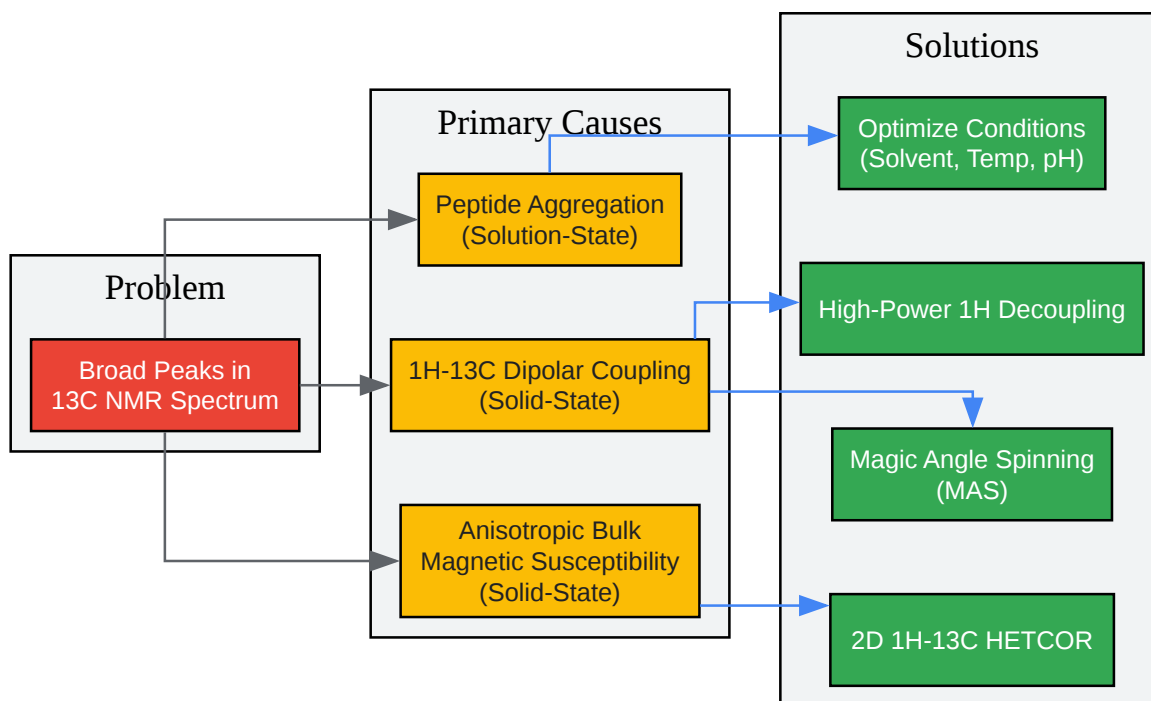 Problem
Broad Peaks in
13C NMR Spectrum
Primary Causes
Peptide Aggregation
(Solution-State)
1H-13C Dipolar Coupling
(Solid-State)
Anisotropic Bulk
Magnetic Susceptibility
(Solid-State)
Solutions
Optimize Conditions
(Solvent, Temp, pH)
High-Power 1H Decoupling
Magic Angle Spinning
(MAS)
2D 1H-13C HETCOR